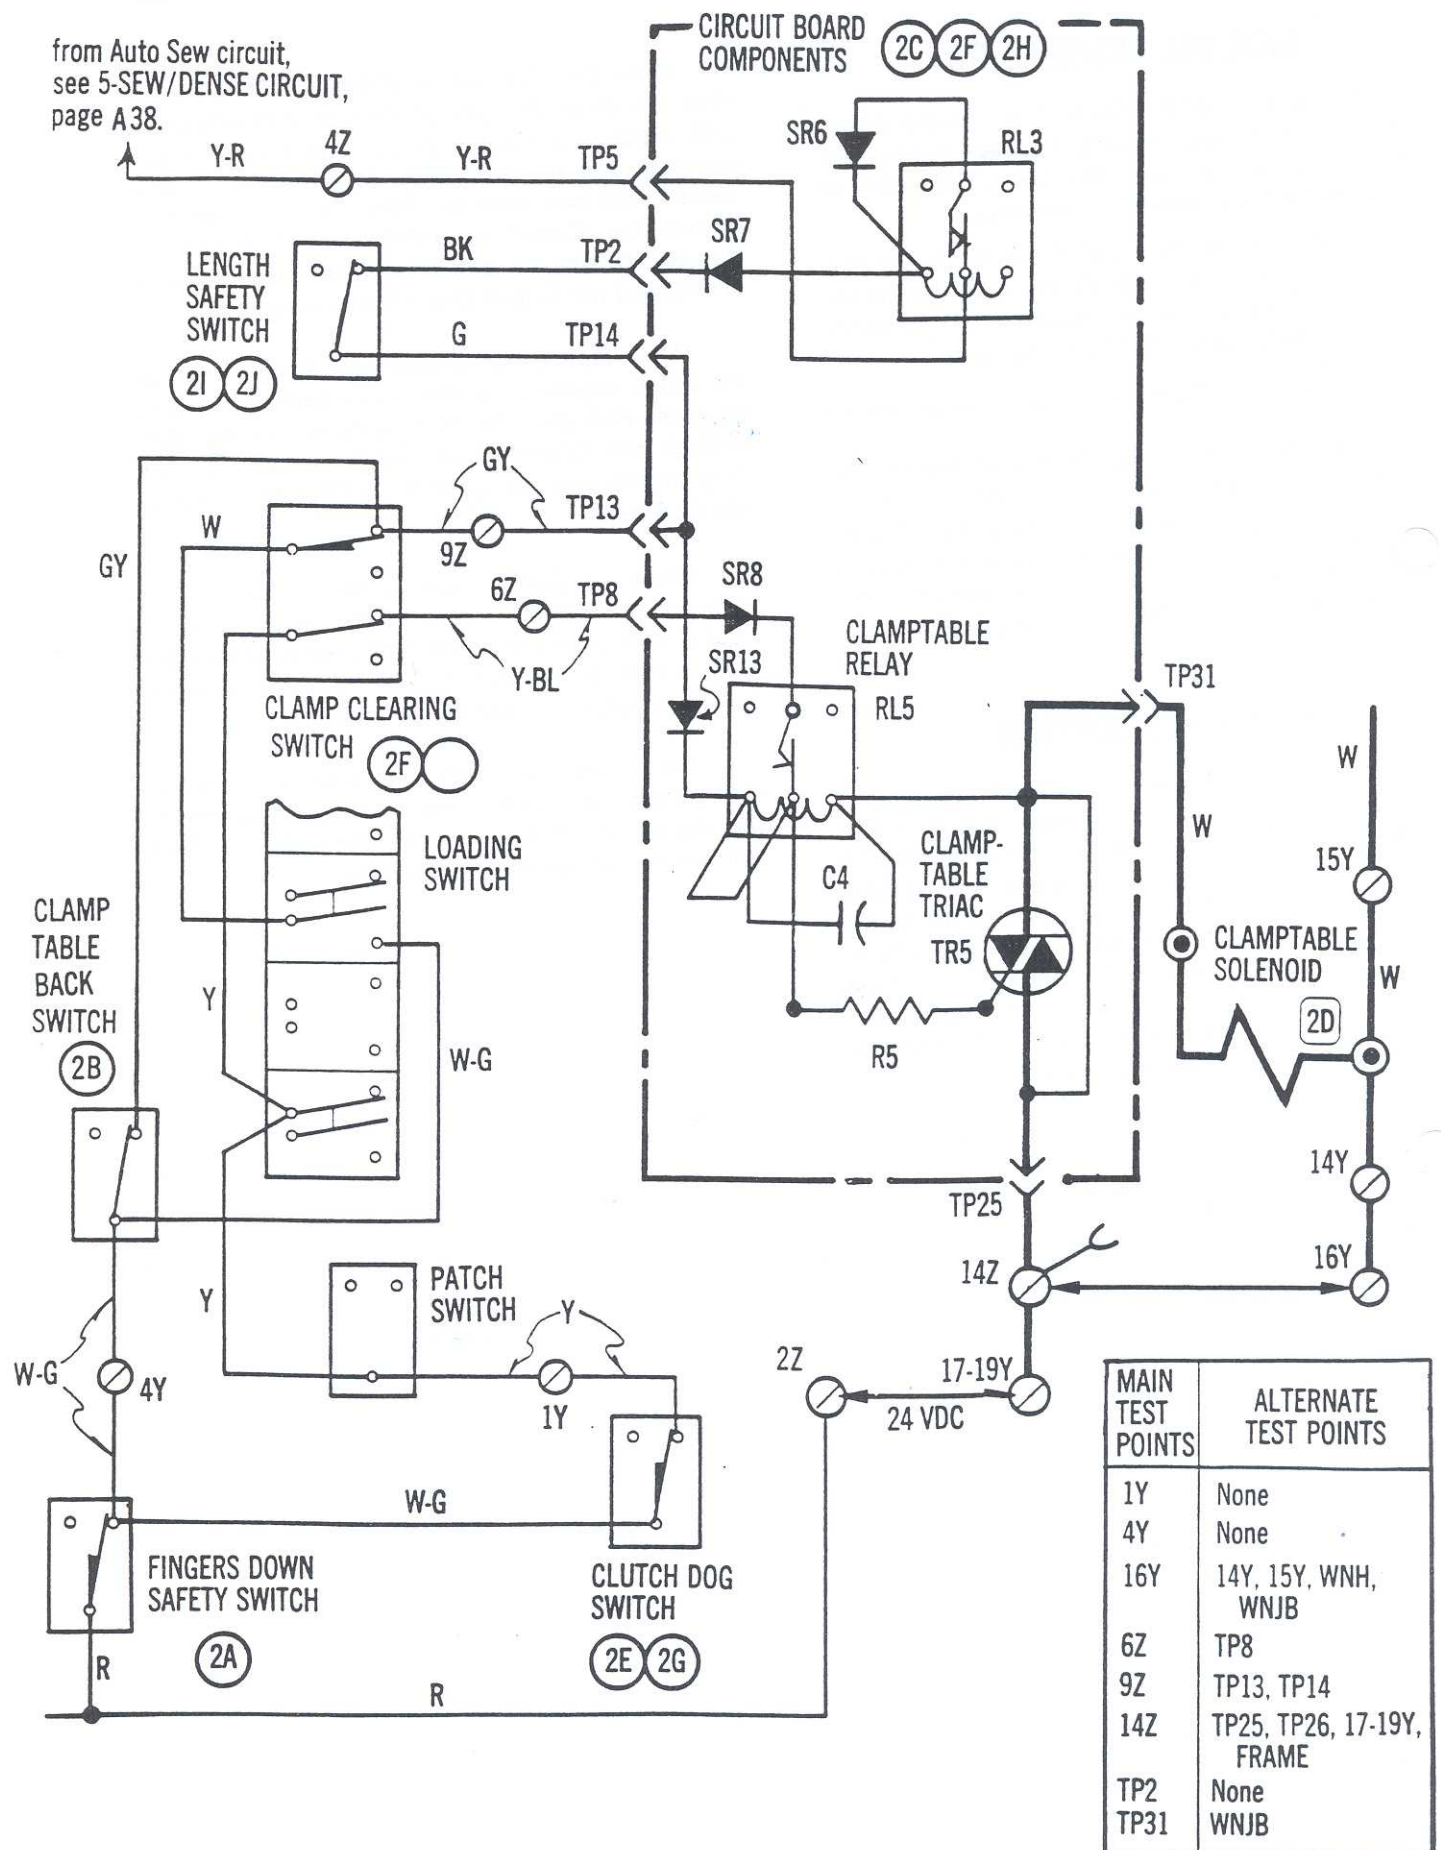 from Auto Sew circuit,
see 5-SEW/DENSE CIRCUIT,
page A38.
CIRCUIT BOARD
COMPONENTS
2C 2F 2H
Y-R
4Z
Y-R
TP5
SR6
RL3
LENGTH
SAFETY
SWITCH
2I 2J
BK
TP2
SR7
G
TP14
GY
W
GY
9Z
TP13
6Z
TP8
SR8
Y-BL
SR13
CLAMPTABLE
RELAY
RL5
TP31
CLAMP CLEARING
SWITCH
2F
LOADING
SWITCH
CLAMP
TABLE
BACK
SWITCH
2B
Y
W-G
C4
CLAMP-
TABLE
TRIAC
TR5
R5
W
W
15Y
CLAMPTABLE
SOLENOID
2D
W
14Y
TP25
14Z
16Y
PATCH
SWITCH
Y
Y
1Y
W-G
4Y
2Z
24 VDC
17-19Y
W-G
FINGERS DOWN
SAFETY SWITCH
2A
CLUTCH DOG
SWITCH
2E 2G
R
R
MAIN
TEST
POINTS
ALTERNATE
TEST POINTS
1Y None
4Y None
16Y 14Y, 15Y, WNH,
WNJB
6Z TP8
9Z TP13, TP14
14Z TP25, TP26, 17-19Y,
FRAME
TP2 None
TP31 WNJB